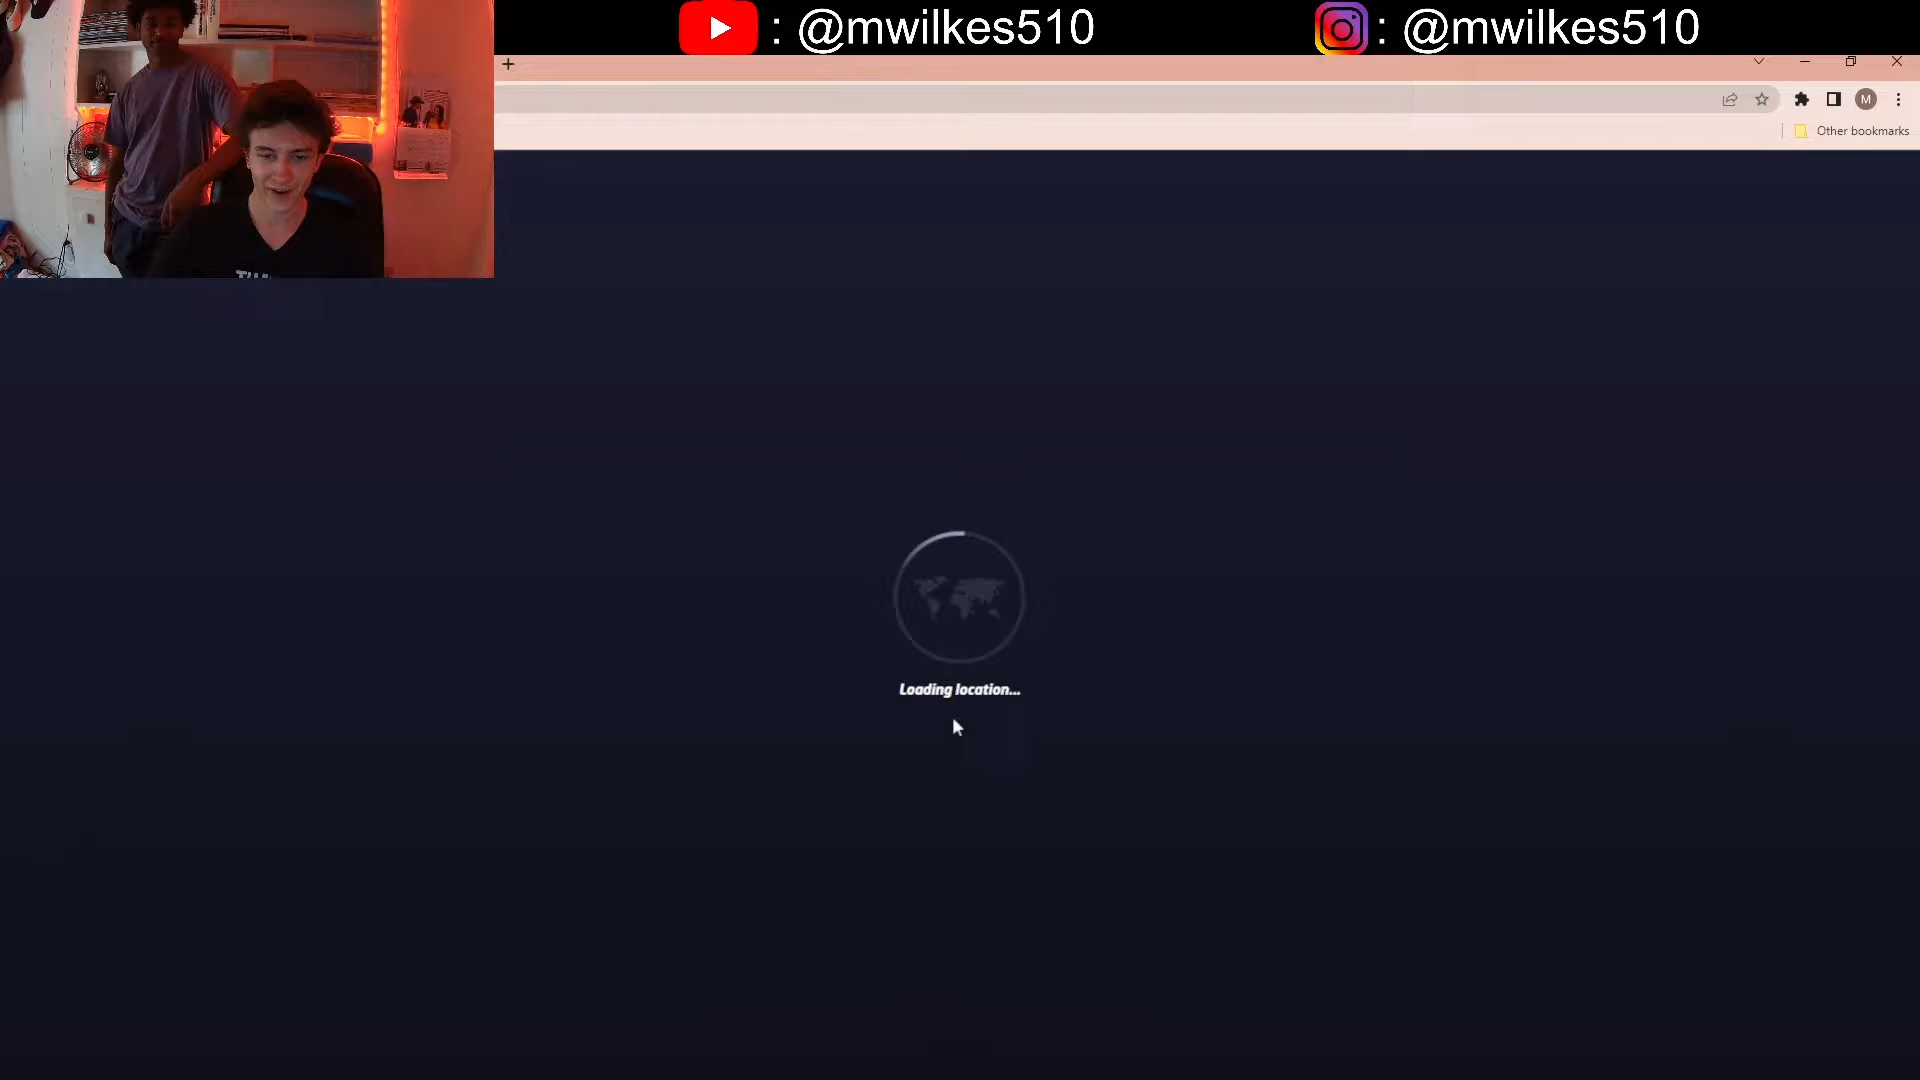 : @mwilkes510
: @mwilkes510
M
Other bookmarks
Loading location...